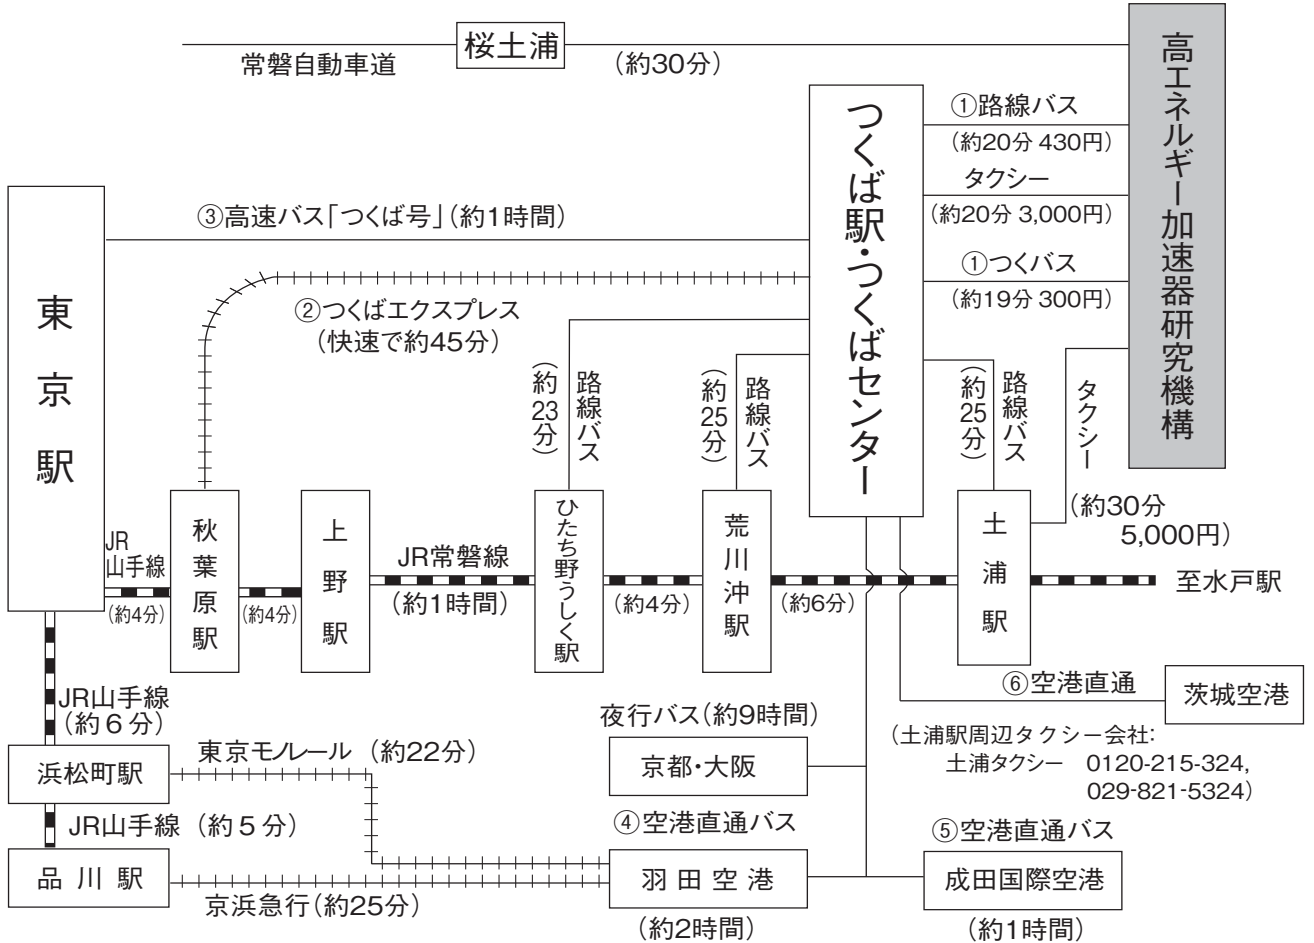 桜土浦
常磐自動車道
(約30分)
高エネルギー加速器研究機構
つくば駅・つくばセンター
①路線バス
(約20分 430円)
タクシー
(約20分 3,000円)
①つくバス
(約19分 300円)
東京駅
③高速バス「つくば号」(約1時間)
②つくばエクスプレス
(快速で約45分)
路線バス
(約23分)
路線バス
(約25分)
路線バス
(約25分)
タクシー
(約30分
5,000円)
JR
山手線
(約4分)
秋葉原駅
(約4分)
上野駅
JR常磐線
(約1時間)
ひたち野うしく駅
(約4分)
荒川沖駅
(約6分)
土浦駅
至水戸駅
JR山手線
(約6分)
⑥空港直通
茨城空港
夜行バス(約9時間)
京都・大阪
(土浦駅周辺タクシー会社:
土浦タクシー 0120-215-324,
029-821-5324)
浜松町駅
東京モノレール (約22分)
JR山手線 (約5分)
④空港直通バス
⑤空港直通バス
品川駅
羽田空港
成田国際空港
京浜急行(約25分)
(約2時間)
(約1時間)